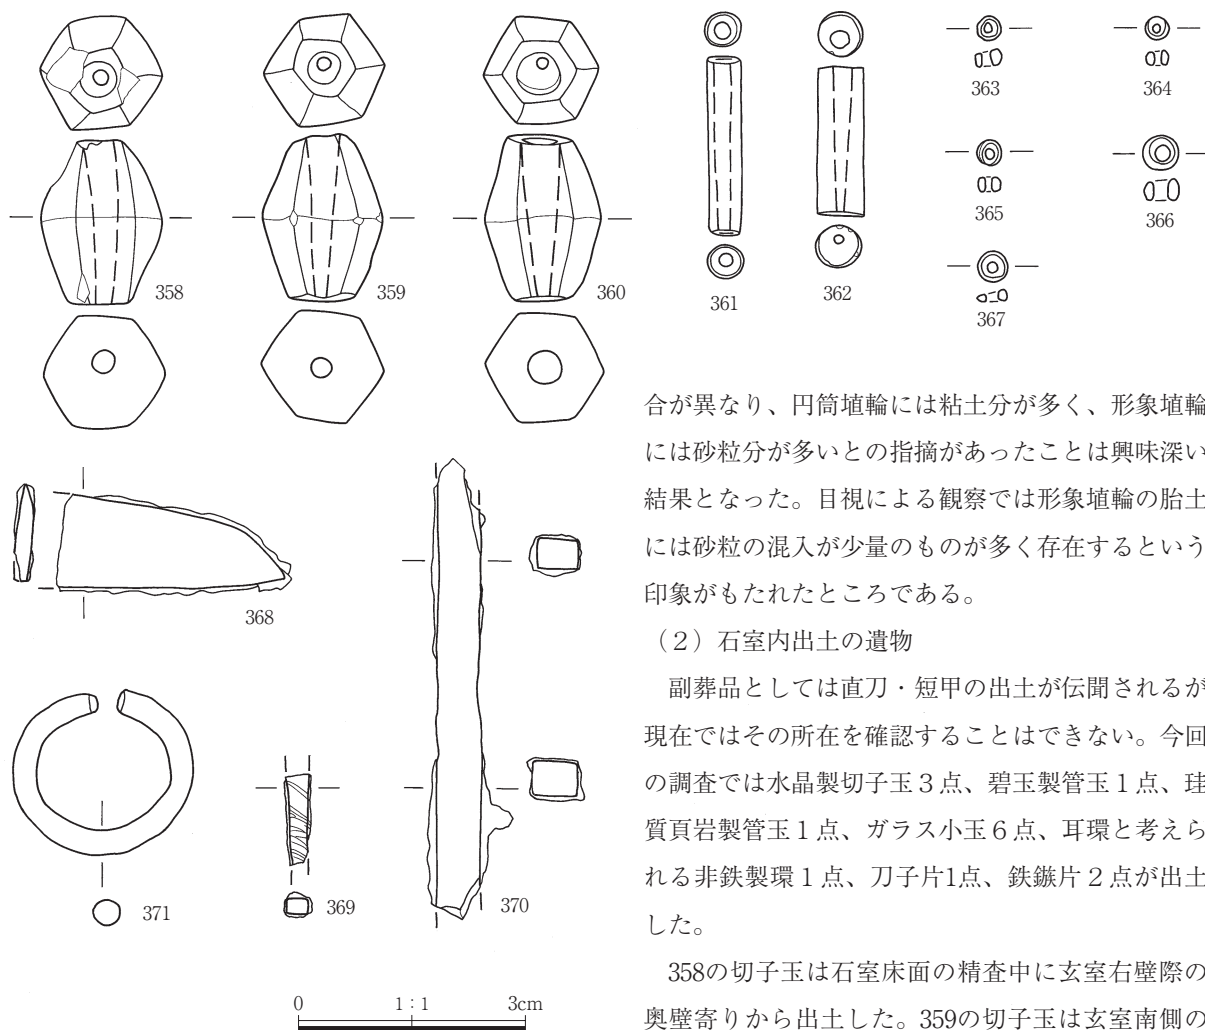 363
364
365
366
367
358
359
360
361
362
合が異なり、円筒埴輪には粘土分が多く、形象埴輪
には砂粒分が多いとの指摘があったことは興味深い
結果となった。目視による観察では形象埴輪の胎土
には砂粒の混入が少量のものが多く存在するという
印象がもたれたところである。
（２）石室内出土の遺物
副葬品としては直刀・短甲の出土が伝聞されるが
現在ではその所在を確認することはできない。今回
の調査では水晶製切子玉３点、碧玉製管玉１点、珪
質頁岩製管玉１点、ガラス小玉６点、耳環と考えら
れる非鉄製環１点、刀子片1点、鉄鏃片２点が出土
した。
358の切子玉は石室床面の精査中に玄室右壁際の
奥壁寄りから出土した。359の切子玉は玄室南側の
368
371
369
370
0 1:1 3cm